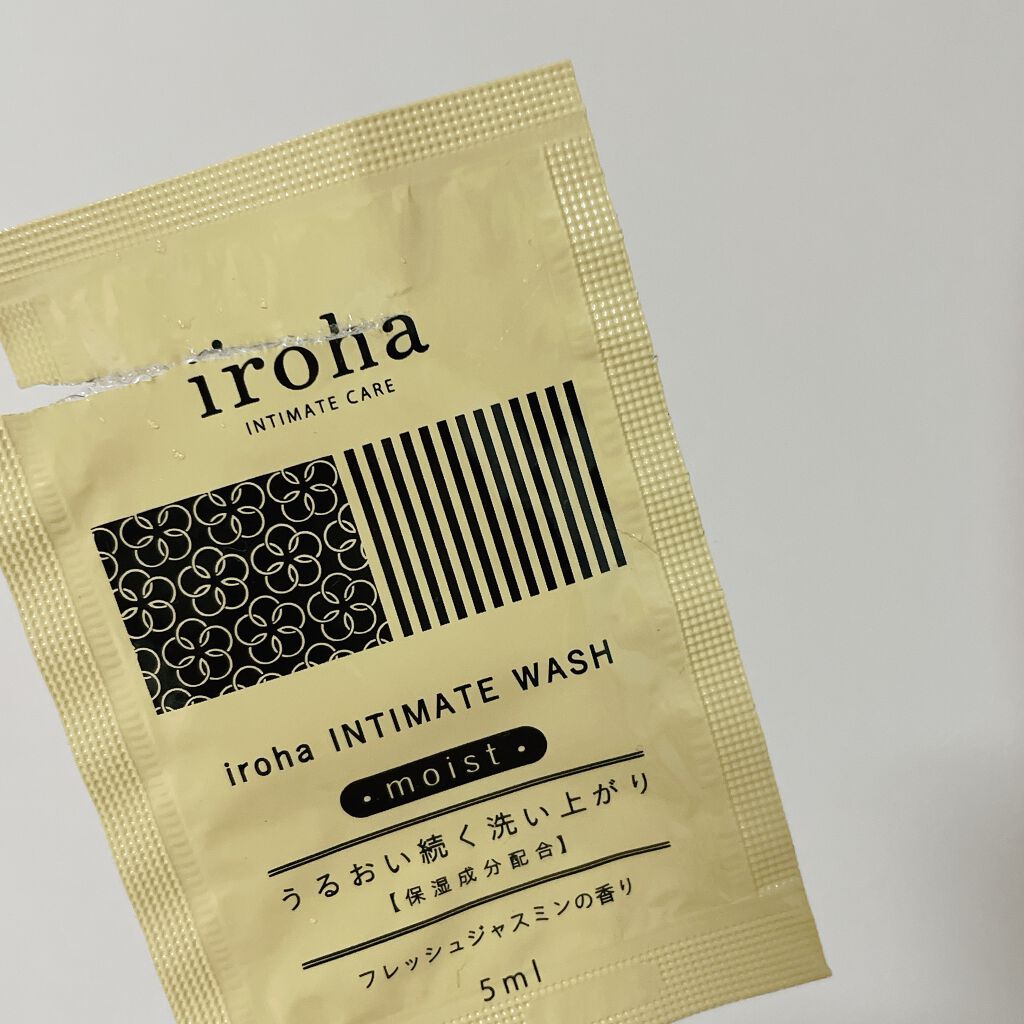 iroha
INTIMATE CARE
iroha INTIMATE WASH
・moist・
うるおい続く洗い上がり
【保湿成分配合】
フレッシュジャスミンの香り
5ml